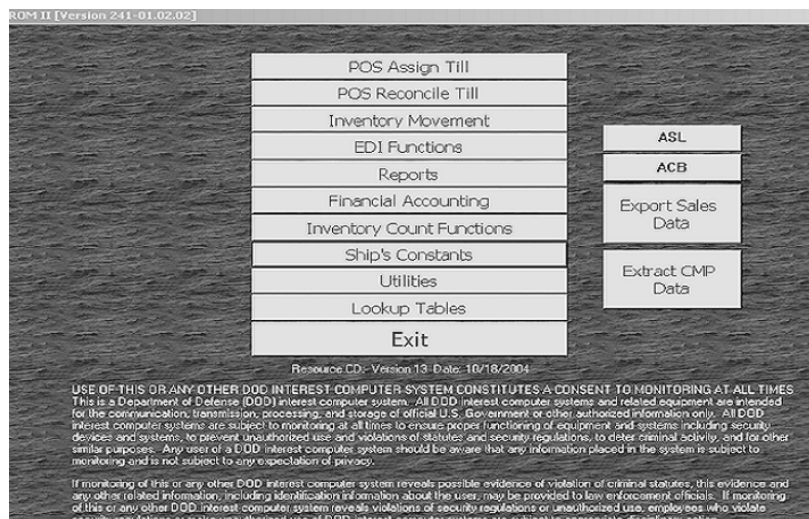 ROM II [Version 241-01.02.02]
POS Assign Till
POS Reconcile Till
Inventory Movement
EDI Functions
Reports
Financial Accounting
Inventory Count Functions
Ship's Constants
Utilities
Lookup Tables
Exit
ASL
ACB
Export Sales
Data
Extract CMP
Data
Resource CD:- Version 13 Date: 10/18/2004
USE OF THIS OR ANY OTHER DOD INTEREST COMPUTER SYSTEM CONSTITUTES A CONSENT TO MONITORING AT ALL TIMES
This is a Department of Defense (DOD) interest computer system. All DOD interest computer systems and related equipment are intended
for the communication, transmission, processing, and storage of official U.S. Government or other authorized information only. All DOD
interest computer systems are subject to monitoring at all times to ensure proper functioning of equipment and systems including security
devices and systems, to prevent unauthorized use and violations of statutes and security regulations, to deter criminal activity, and for other
similar purposes. Any user of a DOD interest computer system should be aware that any information placed in the system is subject to
monitoring and is not subject to any expectation of privacy.
If monitoring of this or any other DOD interest computer system reveals possible evidence of violation of criminal statutes, this evidence and
any other related information, including identification information about the user, may be provided to law enforcement officials. If monitoring
of this or any other DOD interest computer system reveals violations of security regulations or unauthorized use, employees who violate